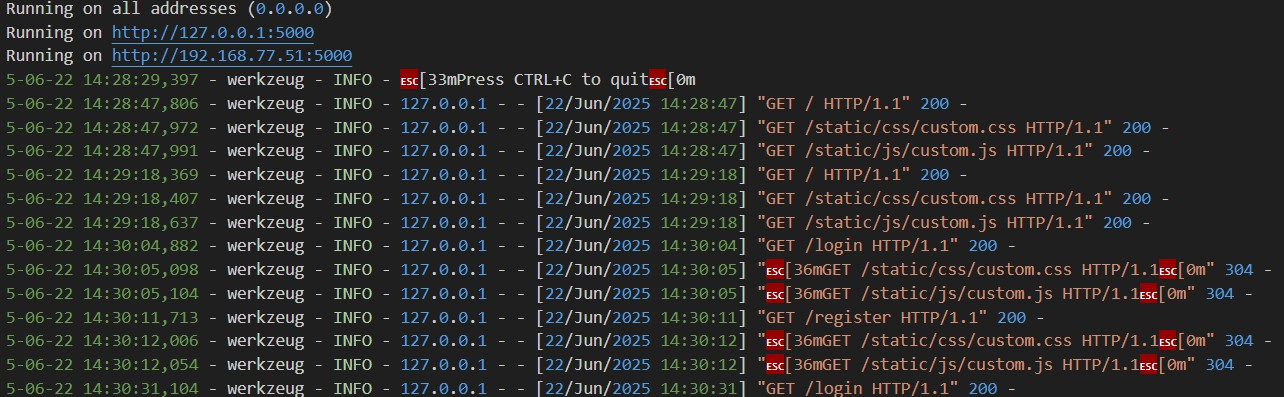 Running on all addresses (0.0.0.0)
Running on http://127.0.0.1:5000
Running on http://192.168.77.51:5000
5-06-22 14:28:29,397 - werkzeug - INFO - ESC[33mPress CTRL+C to quitESC[0m
5-06-22 14:28:47,806 - werkzeug - INFO - 127.0.0.1 - - [22/Jun/2025 14:28:47] "GET / HTTP/1.1" 200 -
5-06-22 14:28:47,972 - werkzeug - INFO - 127.0.0.1 - - [22/Jun/2025 14:28:47] "GET /static/css/custom.css HTTP/1.1" 200 -
5-06-22 14:28:47,991 - werkzeug - INFO - 127.0.0.1 - - [22/Jun/2025 14:28:47] "GET /static/js/custom.js HTTP/1.1" 200 -
5-06-22 14:29:18,369 - werkzeug - INFO - 127.0.0.1 - - [22/Jun/2025 14:29:18] "GET / HTTP/1.1" 200 -
5-06-22 14:29:18,407 - werkzeug - INFO - 127.0.0.1 - - [22/Jun/2025 14:29:18] "GET /static/css/custom.css HTTP/1.1" 200 -
5-06-22 14:29:18,637 - werkzeug - INFO - 127.0.0.1 - - [22/Jun/2025 14:29:18] "GET /static/js/custom.js HTTP/1.1" 200 -
5-06-22 14:30:04,882 - werkzeug - INFO - 127.0.0.1 - - [22/Jun/2025 14:30:04] "GET /login HTTP/1.1" 200 -
5-06-22 14:30:05,098 - werkzeug - INFO - 127.0.0.1 - - [22/Jun/2025 14:30:05] "ESC[36mGET /static/css/custom.css HTTP/1.1ESC[0m" 304 -
5-06-22 14:30:05,104 - werkzeug - INFO - 127.0.0.1 - - [22/Jun/2025 14:30:05] "ESC[36mGET /static/js/custom.js HTTP/1.1ESC[0m" 304 -
5-06-22 14:30:11,713 - werkzeug - INFO - 127.0.0.1 - - [22/Jun/2025 14:30:11] "GET /register HTTP/1.1" 200 -
5-06-22 14:30:12,006 - werkzeug - INFO - 127.0.0.1 - - [22/Jun/2025 14:30:12] "ESC[36mGET /static/css/custom.css HTTP/1.1ESC[0m" 304 -
5-06-22 14:30:12,054 - werkzeug - INFO - 127.0.0.1 - - [22/Jun/2025 14:30:12] "ESC[36mGET /static/js/custom.js HTTP/1.1ESC[0m" 304 -
5-06-22 14:30:31,104 - werkzeug - INFO - 127.0.0.1 - - [22/Jun/2025 14:30:31] "GET /login HTTP/1.1" 200 -